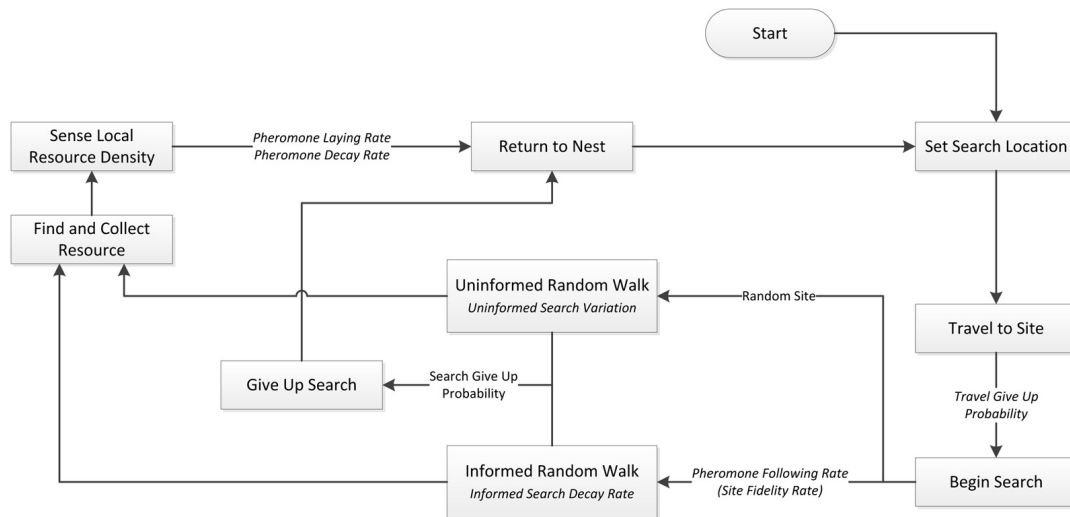 Start
Sense Local
Resource Density
Pheromone Laying Rate
Pheromone Decay Rate
Return to Nest
Set Search Location
Find and Collect
Resource
Uninformed Random Walk
Uninformed Search Variation
Random Site
Travel to Site
Give Up Search
Search Give Up
Probability
Travel Give Up
Probability
Informed Random Walk
Informed Search Decay Rate
Pheromone Following Rate
(Site Fidelity Rate)
Begin Search